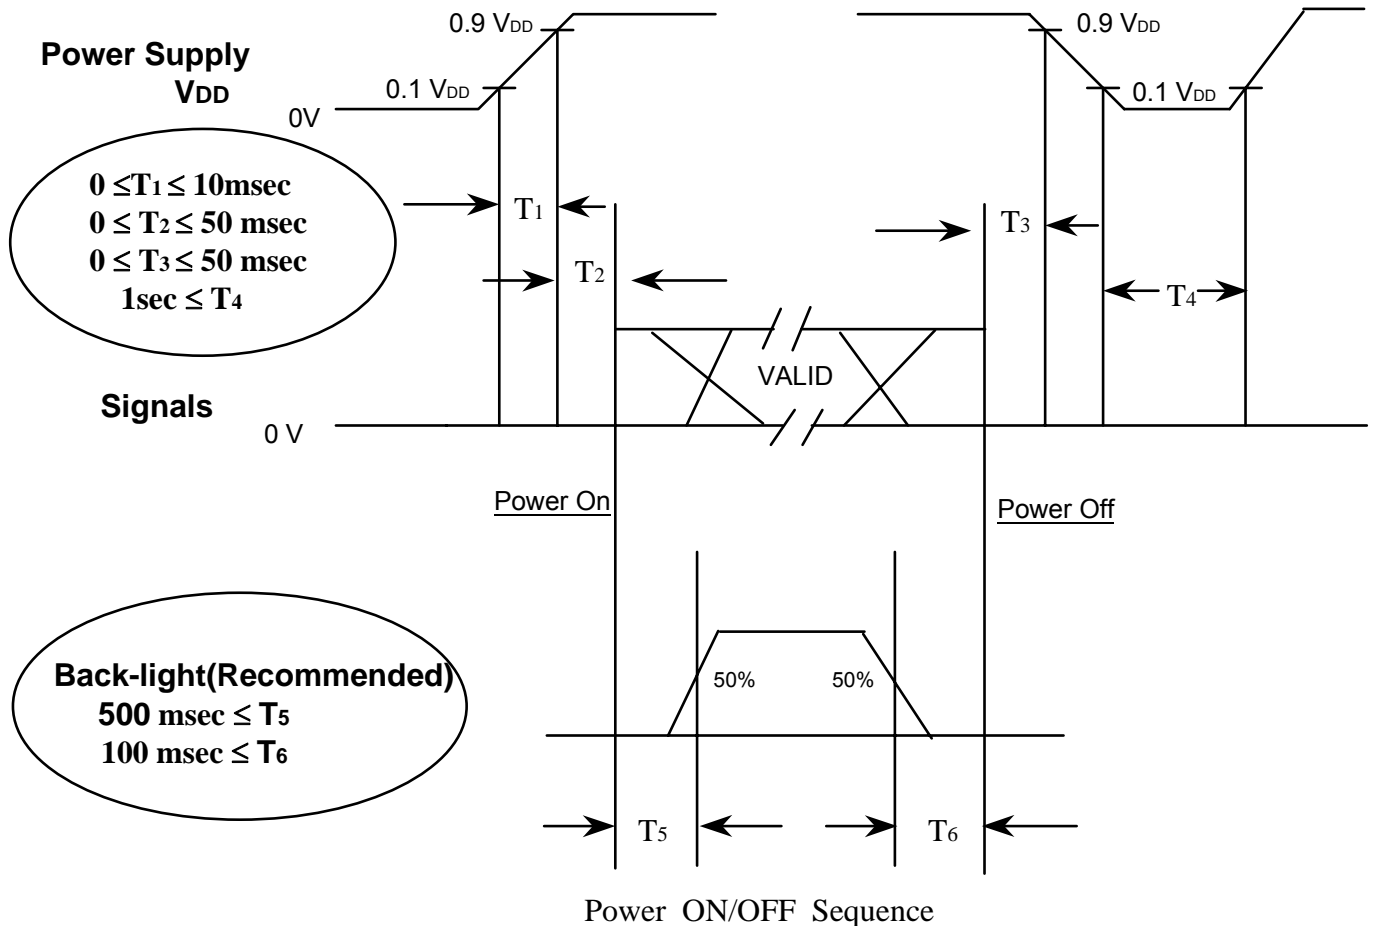 0.9 VDD
0.9 VDD
Power Supply
VDD
0.1 VDD
0.1 VDD
0V
0 ≤T1 ≤ 10msec
0 ≤ T2 ≤ 50 msec
0 ≤ T3 ≤ 50 msec
1sec ≤ T4
T1
T2
T3
T4
VALID
Signals
0 V
Power On
Power Off
Back-light(Recommended)
500 msec ≤ T5
100 msec ≤ T6
50%
50%
T5
T6
Power ON/OFF Sequence